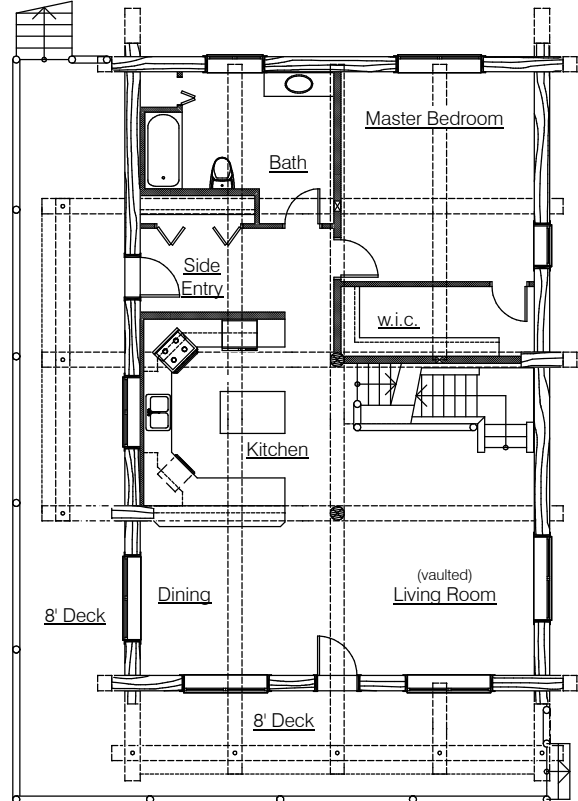 Master Bedroom
Bath
Side
Entry
w.i.c.
Kitchen
(vaulted)
Living Room
Dining
8' Deck
8' Deck